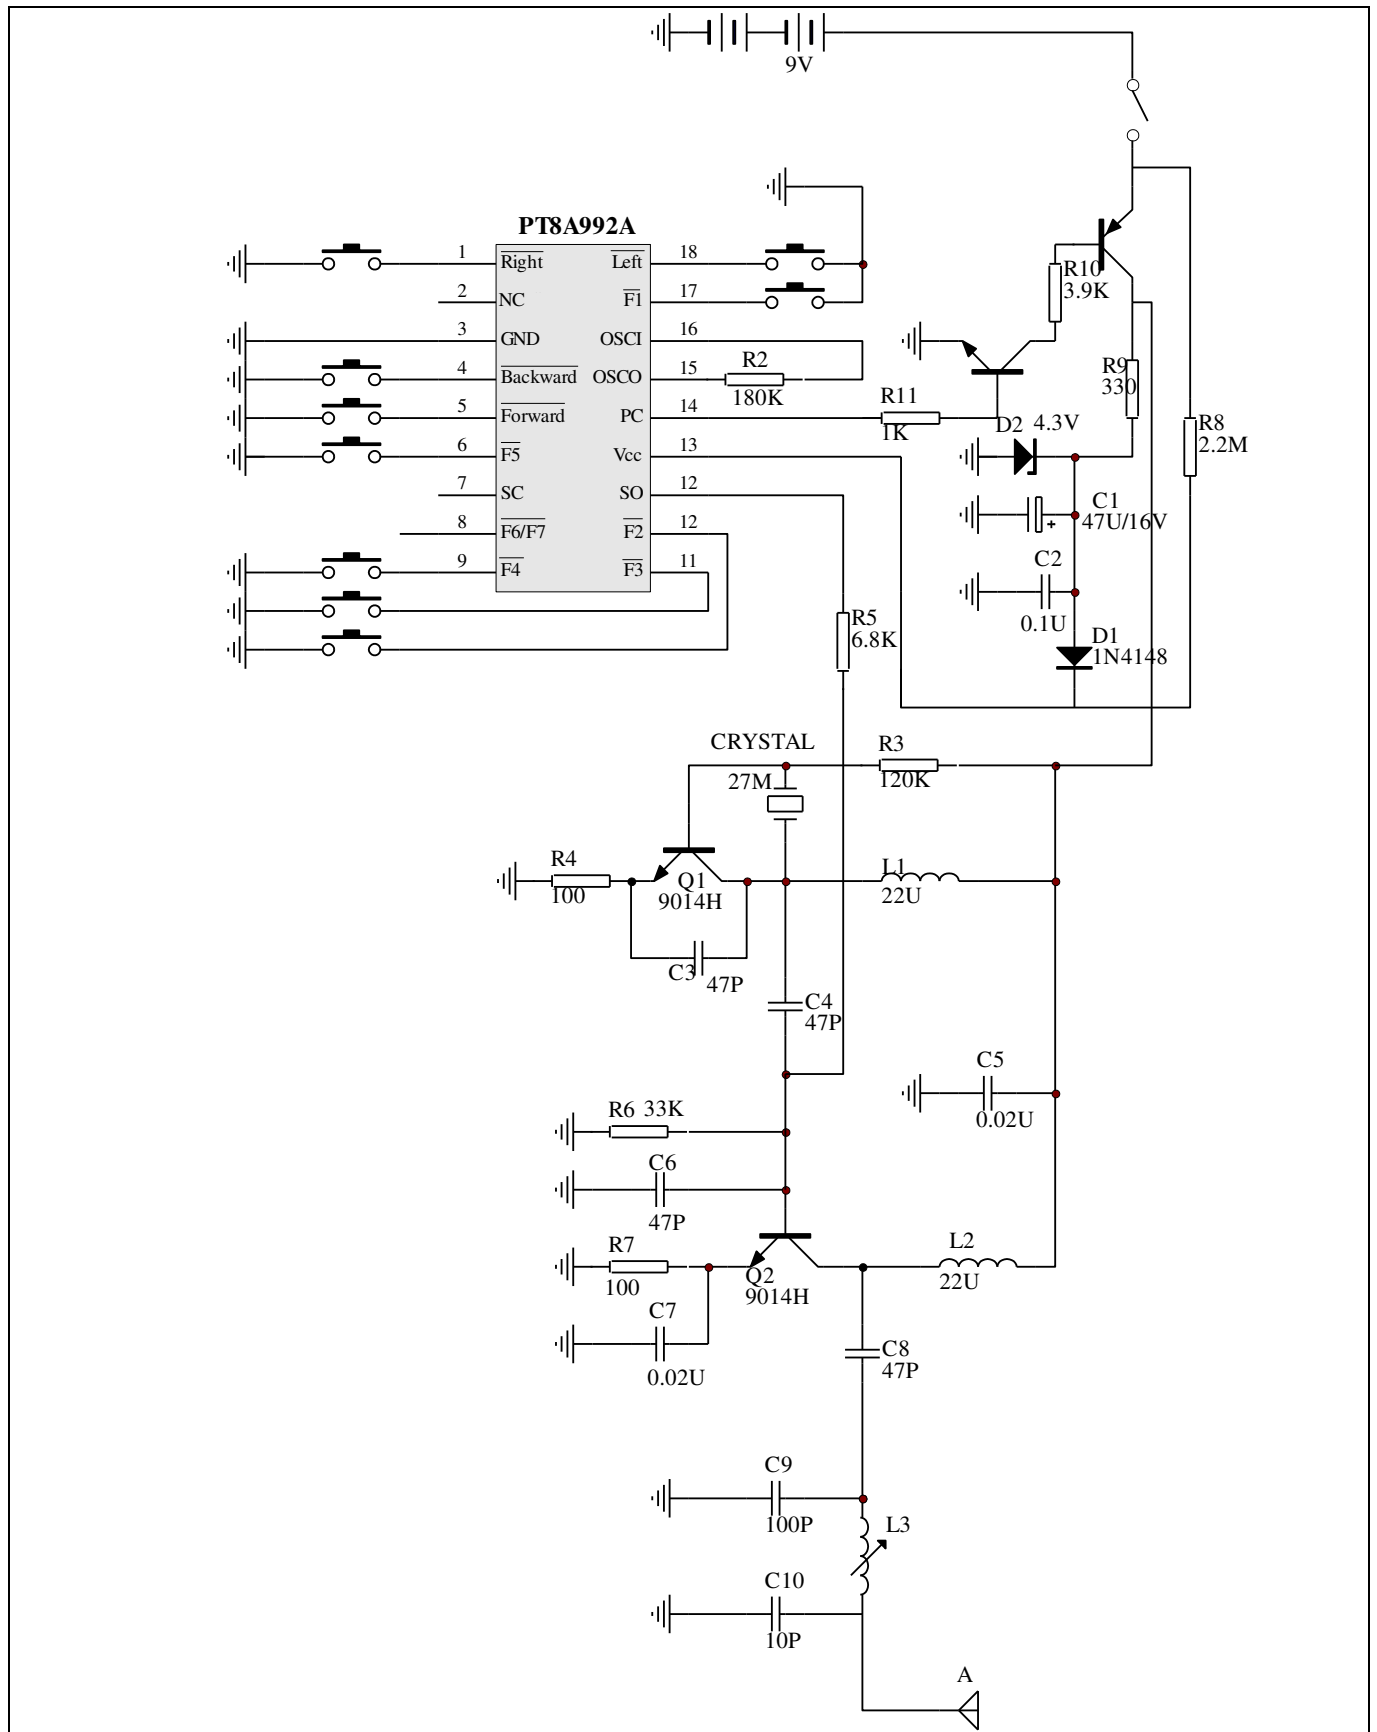 9V
PT8A992A
1 Right Left 18
2 NC F1 17
3 GND OSCI 16
4 Backward OSCO 15
5 Forward PC 14
6 F5 Vcc 13
7 SC SO 12
8 F6/F7 F2 12
9 F4 F3 11
R2
180K
R11
1K
R10
3.9K
R9
330
R8
2.2M
D2 4.3V
C1
47U/16V
C2
0.1U
D1
1N4148
R5
6.8K
CRYSTAL
27M
R3
120K
R4
100
Q1
9014H
L1
22U
C3
47P
C4
47P
C5
0.02U
R6 33K
C6
47P
R7
100
Q2
9014H
L2
22U
C7
0.02U
C8
47P
C9
100P
L3
C10
10P
A